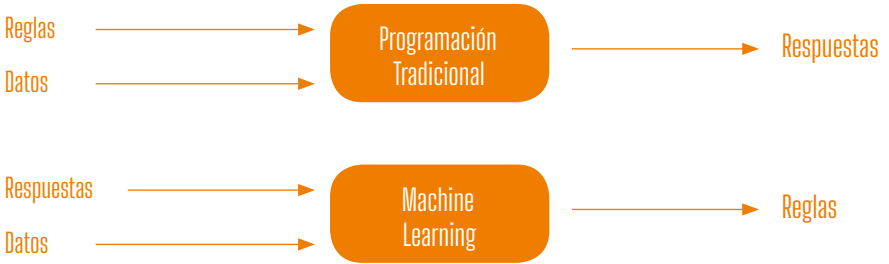 Reglas
Datos
Programación
Tradicional
Respuestas
Respuestas
Datos
Machine
Learning
Reglas